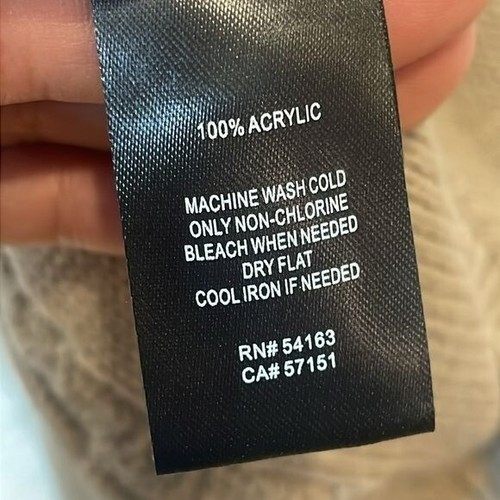 100% ACRYLIC
MACHINE WASH COLD
ONLY NON-CHLORINE
BLEACH WHEN NEEDED
DRY FLAT
COOL IRON IF NEEDED
RN# 54163
CA# 57151